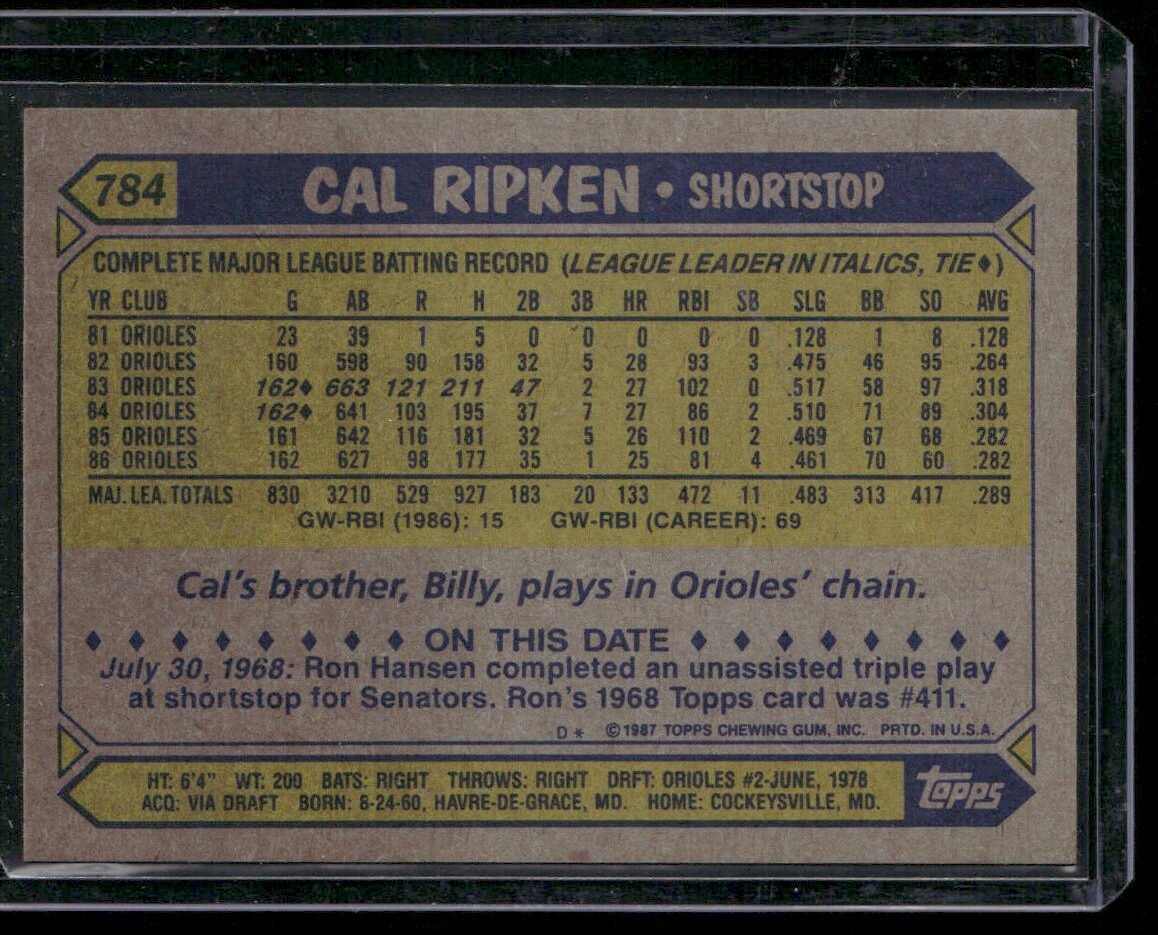 784 CAL RIPKEN • SHORTSTOP
COMPLETE MAJOR LEAGUE BATTING RECORD (LEAGUE LEADER IN ITALICS, TIE♦)
YR CLUB G AB R H 2B 3B HR RBI SB SLG BB SO AVG
81 ORIOLES 23 39 1 5 0 0 0 0 0 .128 1 8 .128
82 ORIOLES 160 598 90 158 32 5 28 93 3 .475 46 95 .264
83 ORIOLES 162♦ 663 121 211 47 2 27 102 0 .517 58 97 .318
84 ORIOLES 162♦ 641 103 195 37 7 27 86 2 .510 71 89 .304
85 ORIOLES 161 642 116 181 32 5 26 110 2 .469 67 68 .282
86 ORIOLES 162 627 98 177 35 1 25 81 4 .461 70 60 .282
MAJ. LEA. TOTALS 830 3210 529 927 183 20 133 472 11 .483 313 417 .289
GW-RBI (1986): 15 GW-RBI (CAREER): 69
Cal's brother, Billy, plays in Orioles' chain.
♦ ♦ ♦ ♦ ♦ ♦ ♦ ♦ ON THIS DATE ♦ ♦ ♦ ♦ ♦ ♦ ♦ ♦
July 30, 1968: Ron Hansen completed an unassisted triple play
at shortstop for Senators. Ron's 1968 Topps card was #411.
D* ©1987 TOPPS CHEWING GUM, INC. PRTD. IN U.S.A.
HT: 6'4" WT: 200 BATS: RIGHT THROWS: RIGHT DRFT: ORIOLES #2-JUNE, 1978
ACQ: VIA DRAFT BORN: 8-24-60, HAVRE-DE-GRACE, MD. HOME: COCKEYSVILLE, MD.
topps